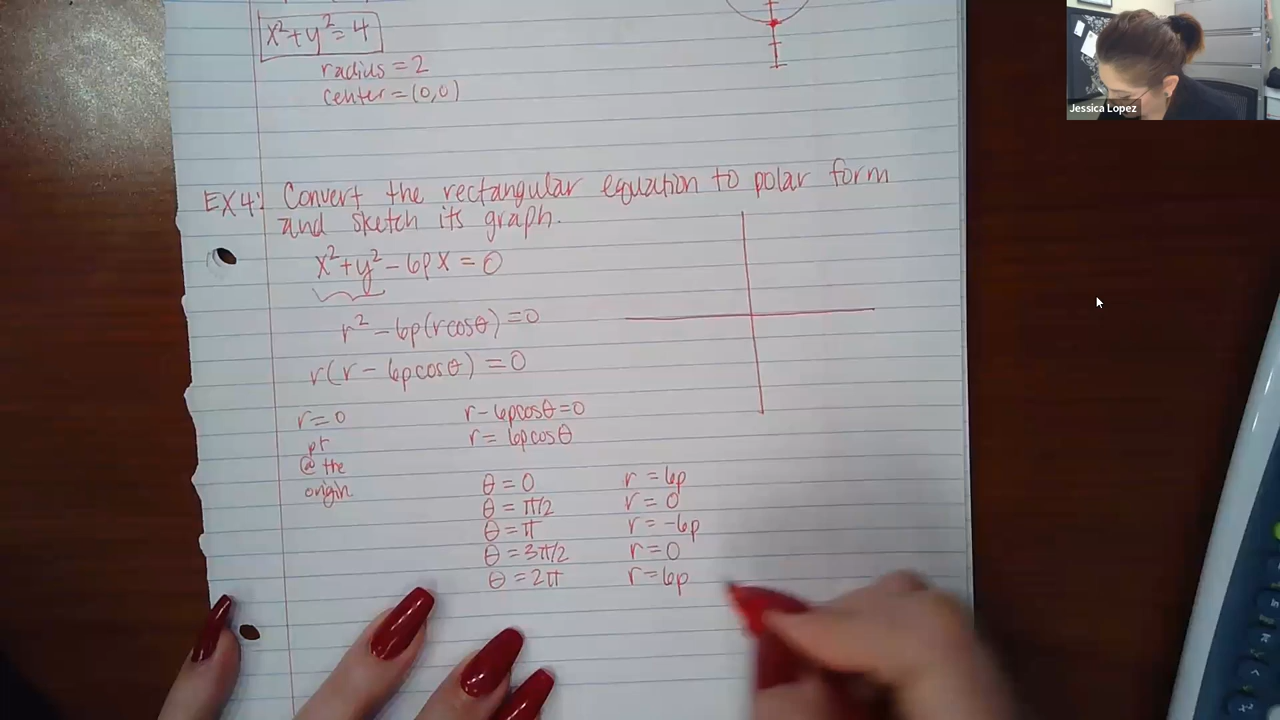 x²+y²=4
radius = 2
center = (0,0)
EX4: Convert the rectangular equation to polar form
and sketch its graph.
x²+y²-6px=0
r²-6p(rcosθ)=0
r(r-6pcosθ)=0
r=0
pt
@ the
origin
r-6pcosθ=0
r=6pcosθ
θ=0 r=6p
θ=π/2 r=0
θ=π r=-6p
θ=3π/2 r=0
θ=2π r=6p
Jessica Lopez